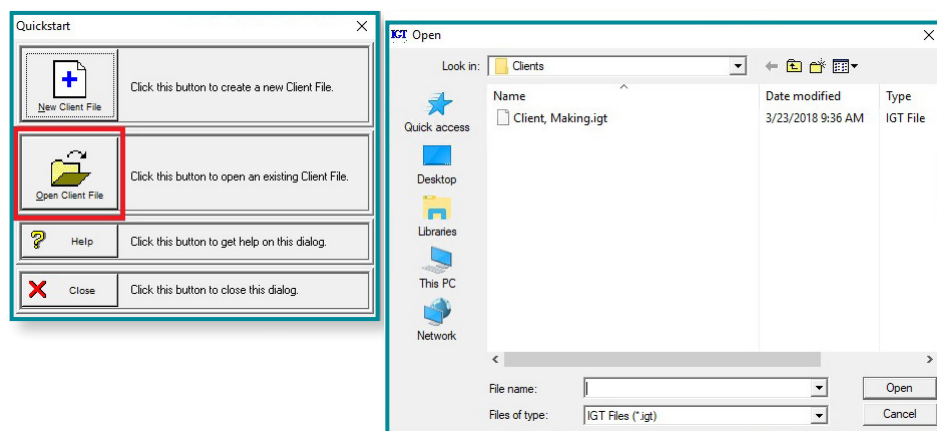 Quickstart
New Client File
Click this button to create a new Client File.
Open Client File
Click this button to open an existing Client File.
Help
Click this button to get help on this dialog.
Close
Click this button to close this dialog.
IGT Open
Look in:
Clients
Quick access
Desktop
Libraries
This PC
Network
Name Date modified Type
Client, Making.igt 3/23/2018 9:36 AM IGT File
File name:
Open
Files of type: IGT Files (*.igt)
Cancel